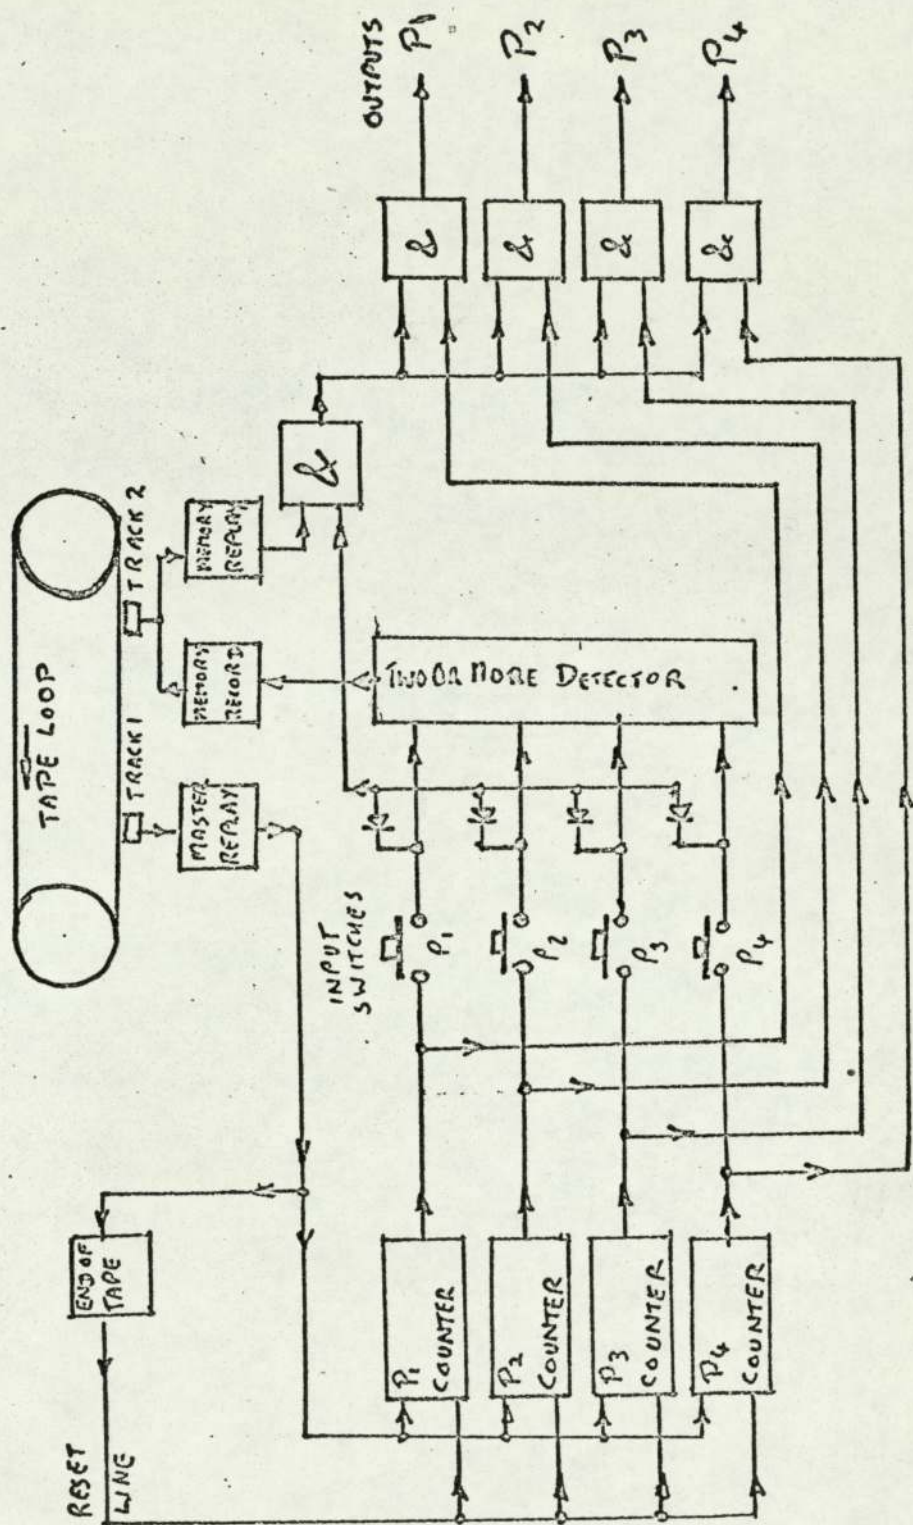 RESET
LINE
END OF
TAPE
TAPE LOOP
TRACK 1
TRACK 2
MASTER
REPLAY
MEMORY
RECORD
MEMORY
REPLAY
&
P1
COUNTER
P2
COUNTER
P3
COUNTER
P4
COUNTER
INPUT
SWITCHES
P1
P2
P3
P4
TWO OR MORE DETECTOR
&
&
&
&
OUTPUTS
P1
P2
P3
P4